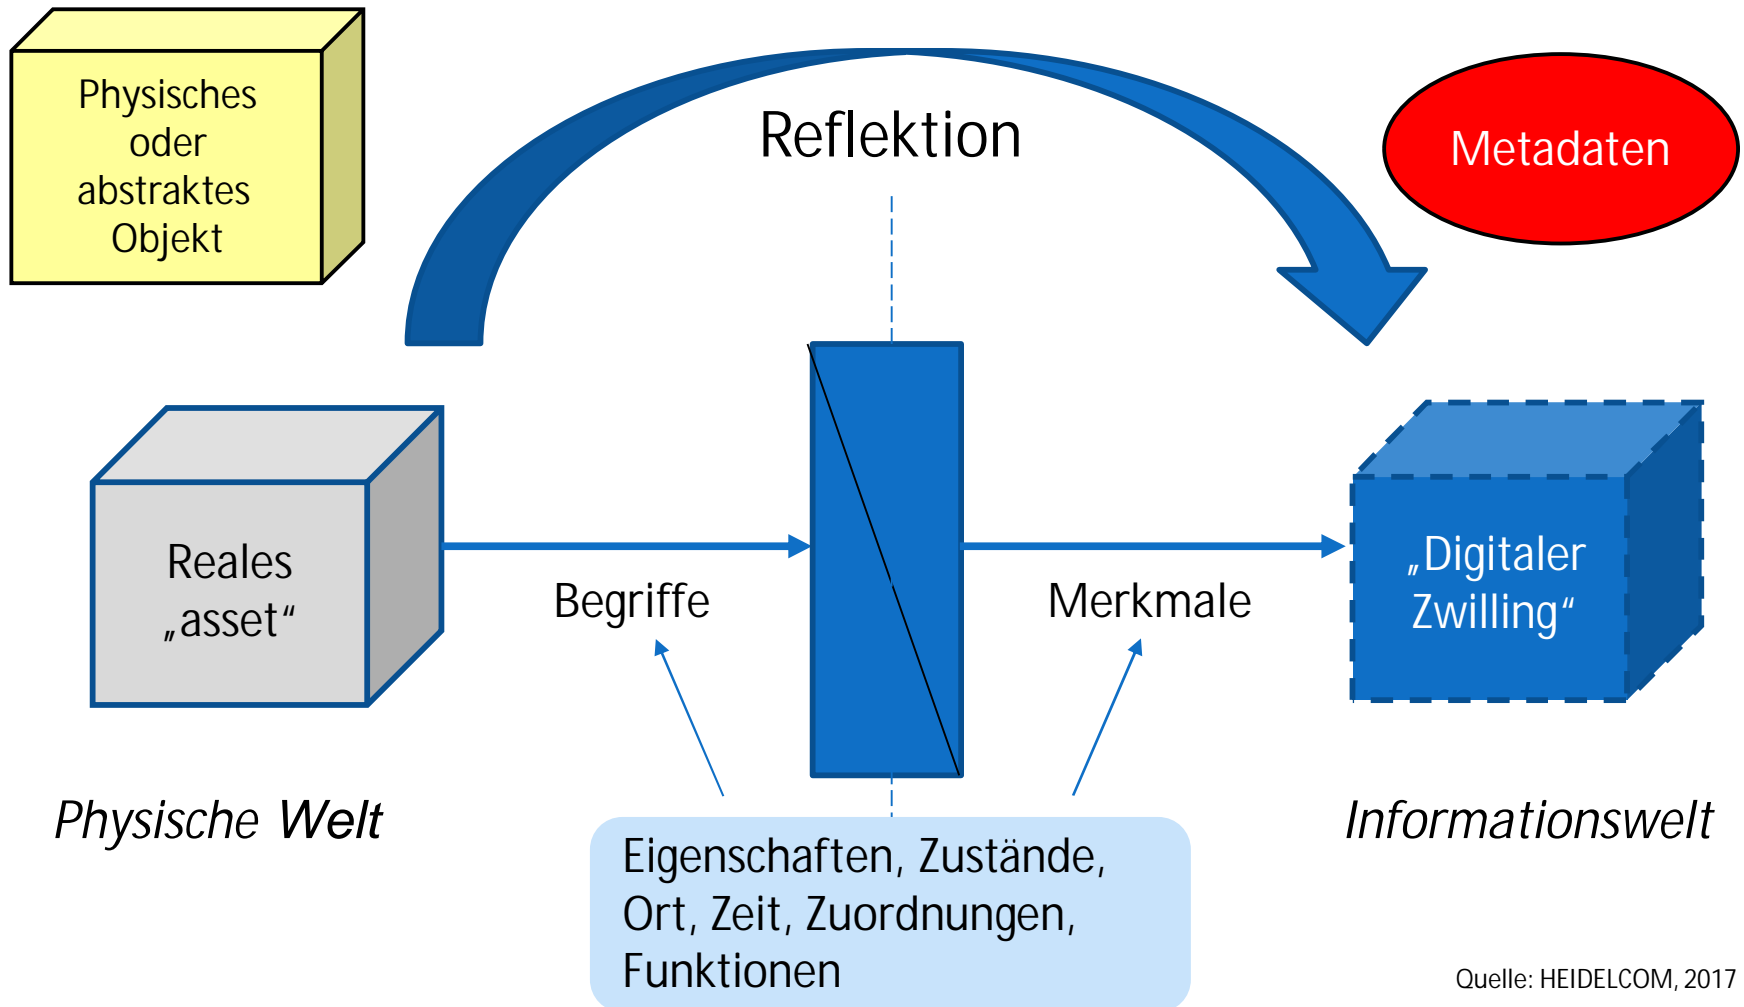 Physisches
oder
abstraktes
Objekt
Reflektion
Metadaten
Reales
„asset“
Begriffe
Merkmale
„Digitaler
Zwilling“
Physische Welt
Informationswelt
Eigenschaften, Zustände,
Ort, Zeit, Zuordnungen,
Funktionen
Quelle: HEIDELCOM, 2017